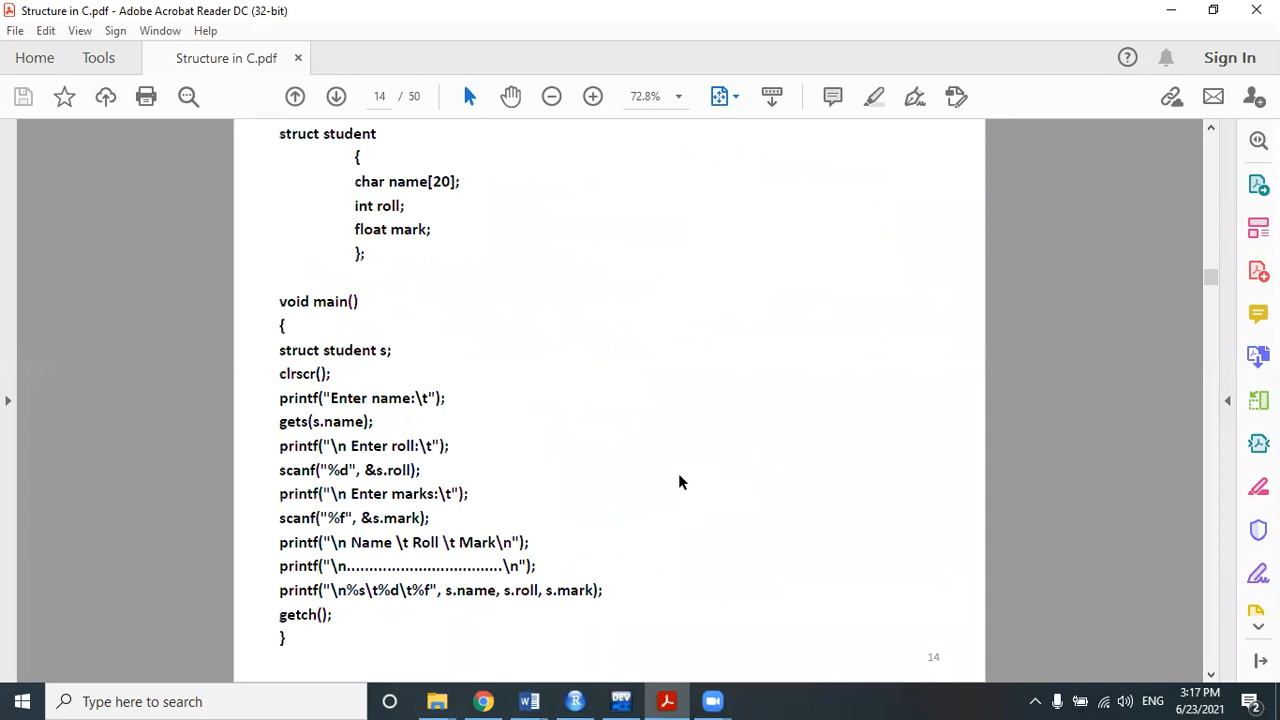 Structure in C.pdf - Adobe Acrobat Reader DC (32-bit)
File Edit View Sign Window Help
Home Tools Structure in C.pdf × Sign In
14 / 50 72.8%
struct student
{
char name[20];
int roll;
float mark;
};
void main()
{
struct student s;
clrscr();
printf("Enter name:\t");
gets(s.name);
printf("\n Enter roll:\t");
scanf("%d", &s.roll);
printf("\n Enter marks:\t");
scanf("%f", &s.mark);
printf("\n Name \t Roll \t Mark\n");
printf("\n..................................\n");
printf("\n%s\t%d\t%f", s.name, s.roll, s.mark);
getch();
}
14
Type here to search
DEV
ENG
3:17 PM
6/23/2021
2